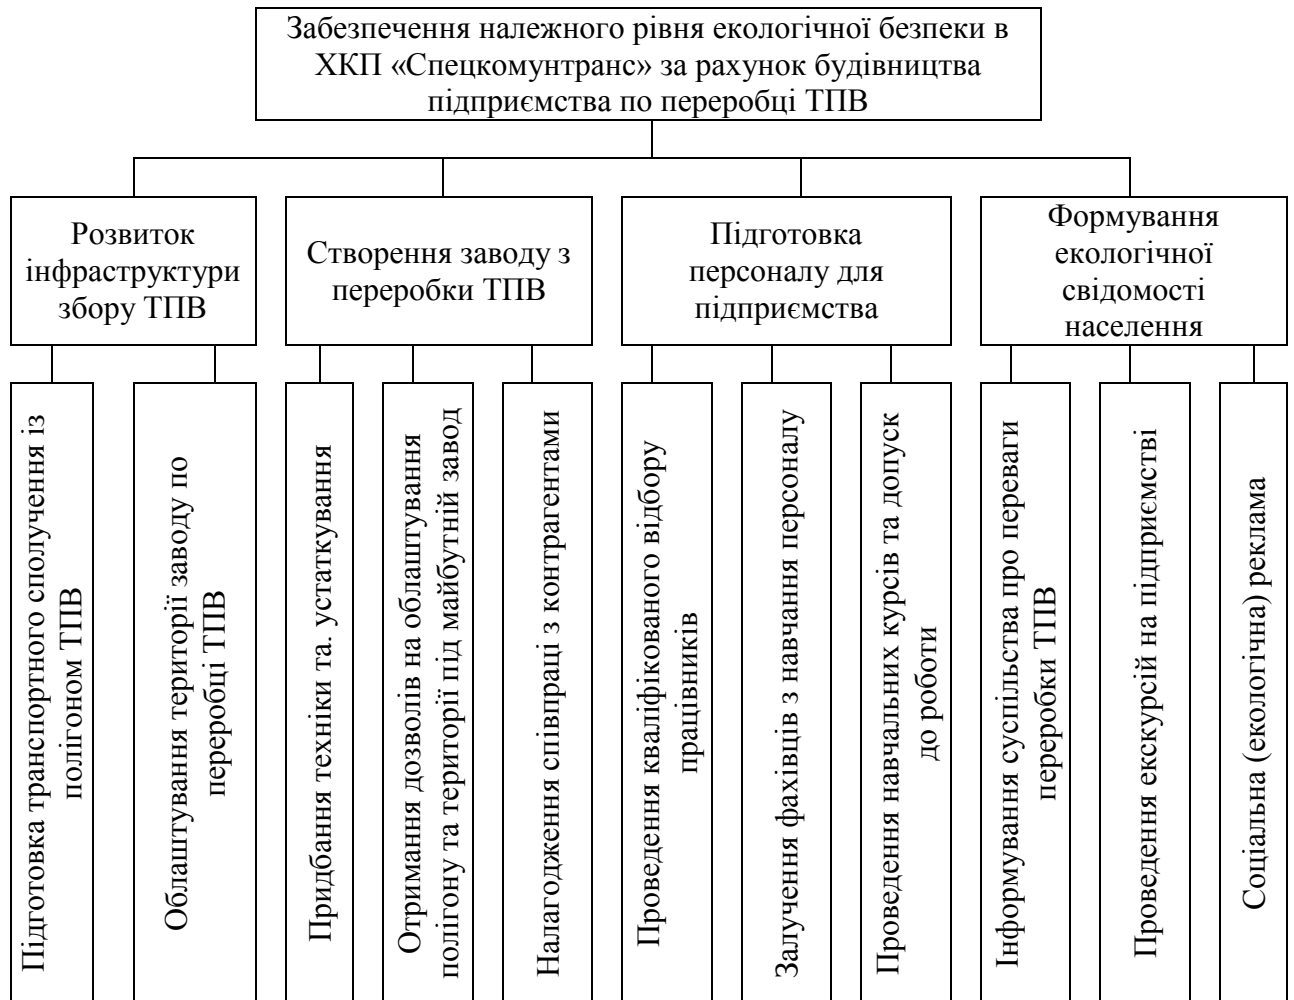 Забезпечення належного рівня екологічної безпеки в
ХКП «Спецкомунтранс» за рахунок будівництва
підприємства по переробці ТПВ
Розвиток
інфраструктури
збору ТПВ
Створення заводу з
переробки ТПВ
Підготовка
персоналу для
підприємства
Формування
екологічної
свідомості
населення
Підготовка транспортного сполучення із
полігоном ТПВ
Облаштування території заводу по
переробці ТПВ
Придбання техніки та. устаткування
Отримання дозволів на облаштування
полігону та території під майбутній завод
Налагодження співпраці з контрагентами
Проведення кваліфікованого відбору
працівників
Залучення фахівців з навчання персоналу
Проведення навчальних курсів та допуск
до роботи
Інформування суспільства про переваги
переробки ТПВ
Проведення екскурсій на підприємстві
Соціальна (екологічна) реклама